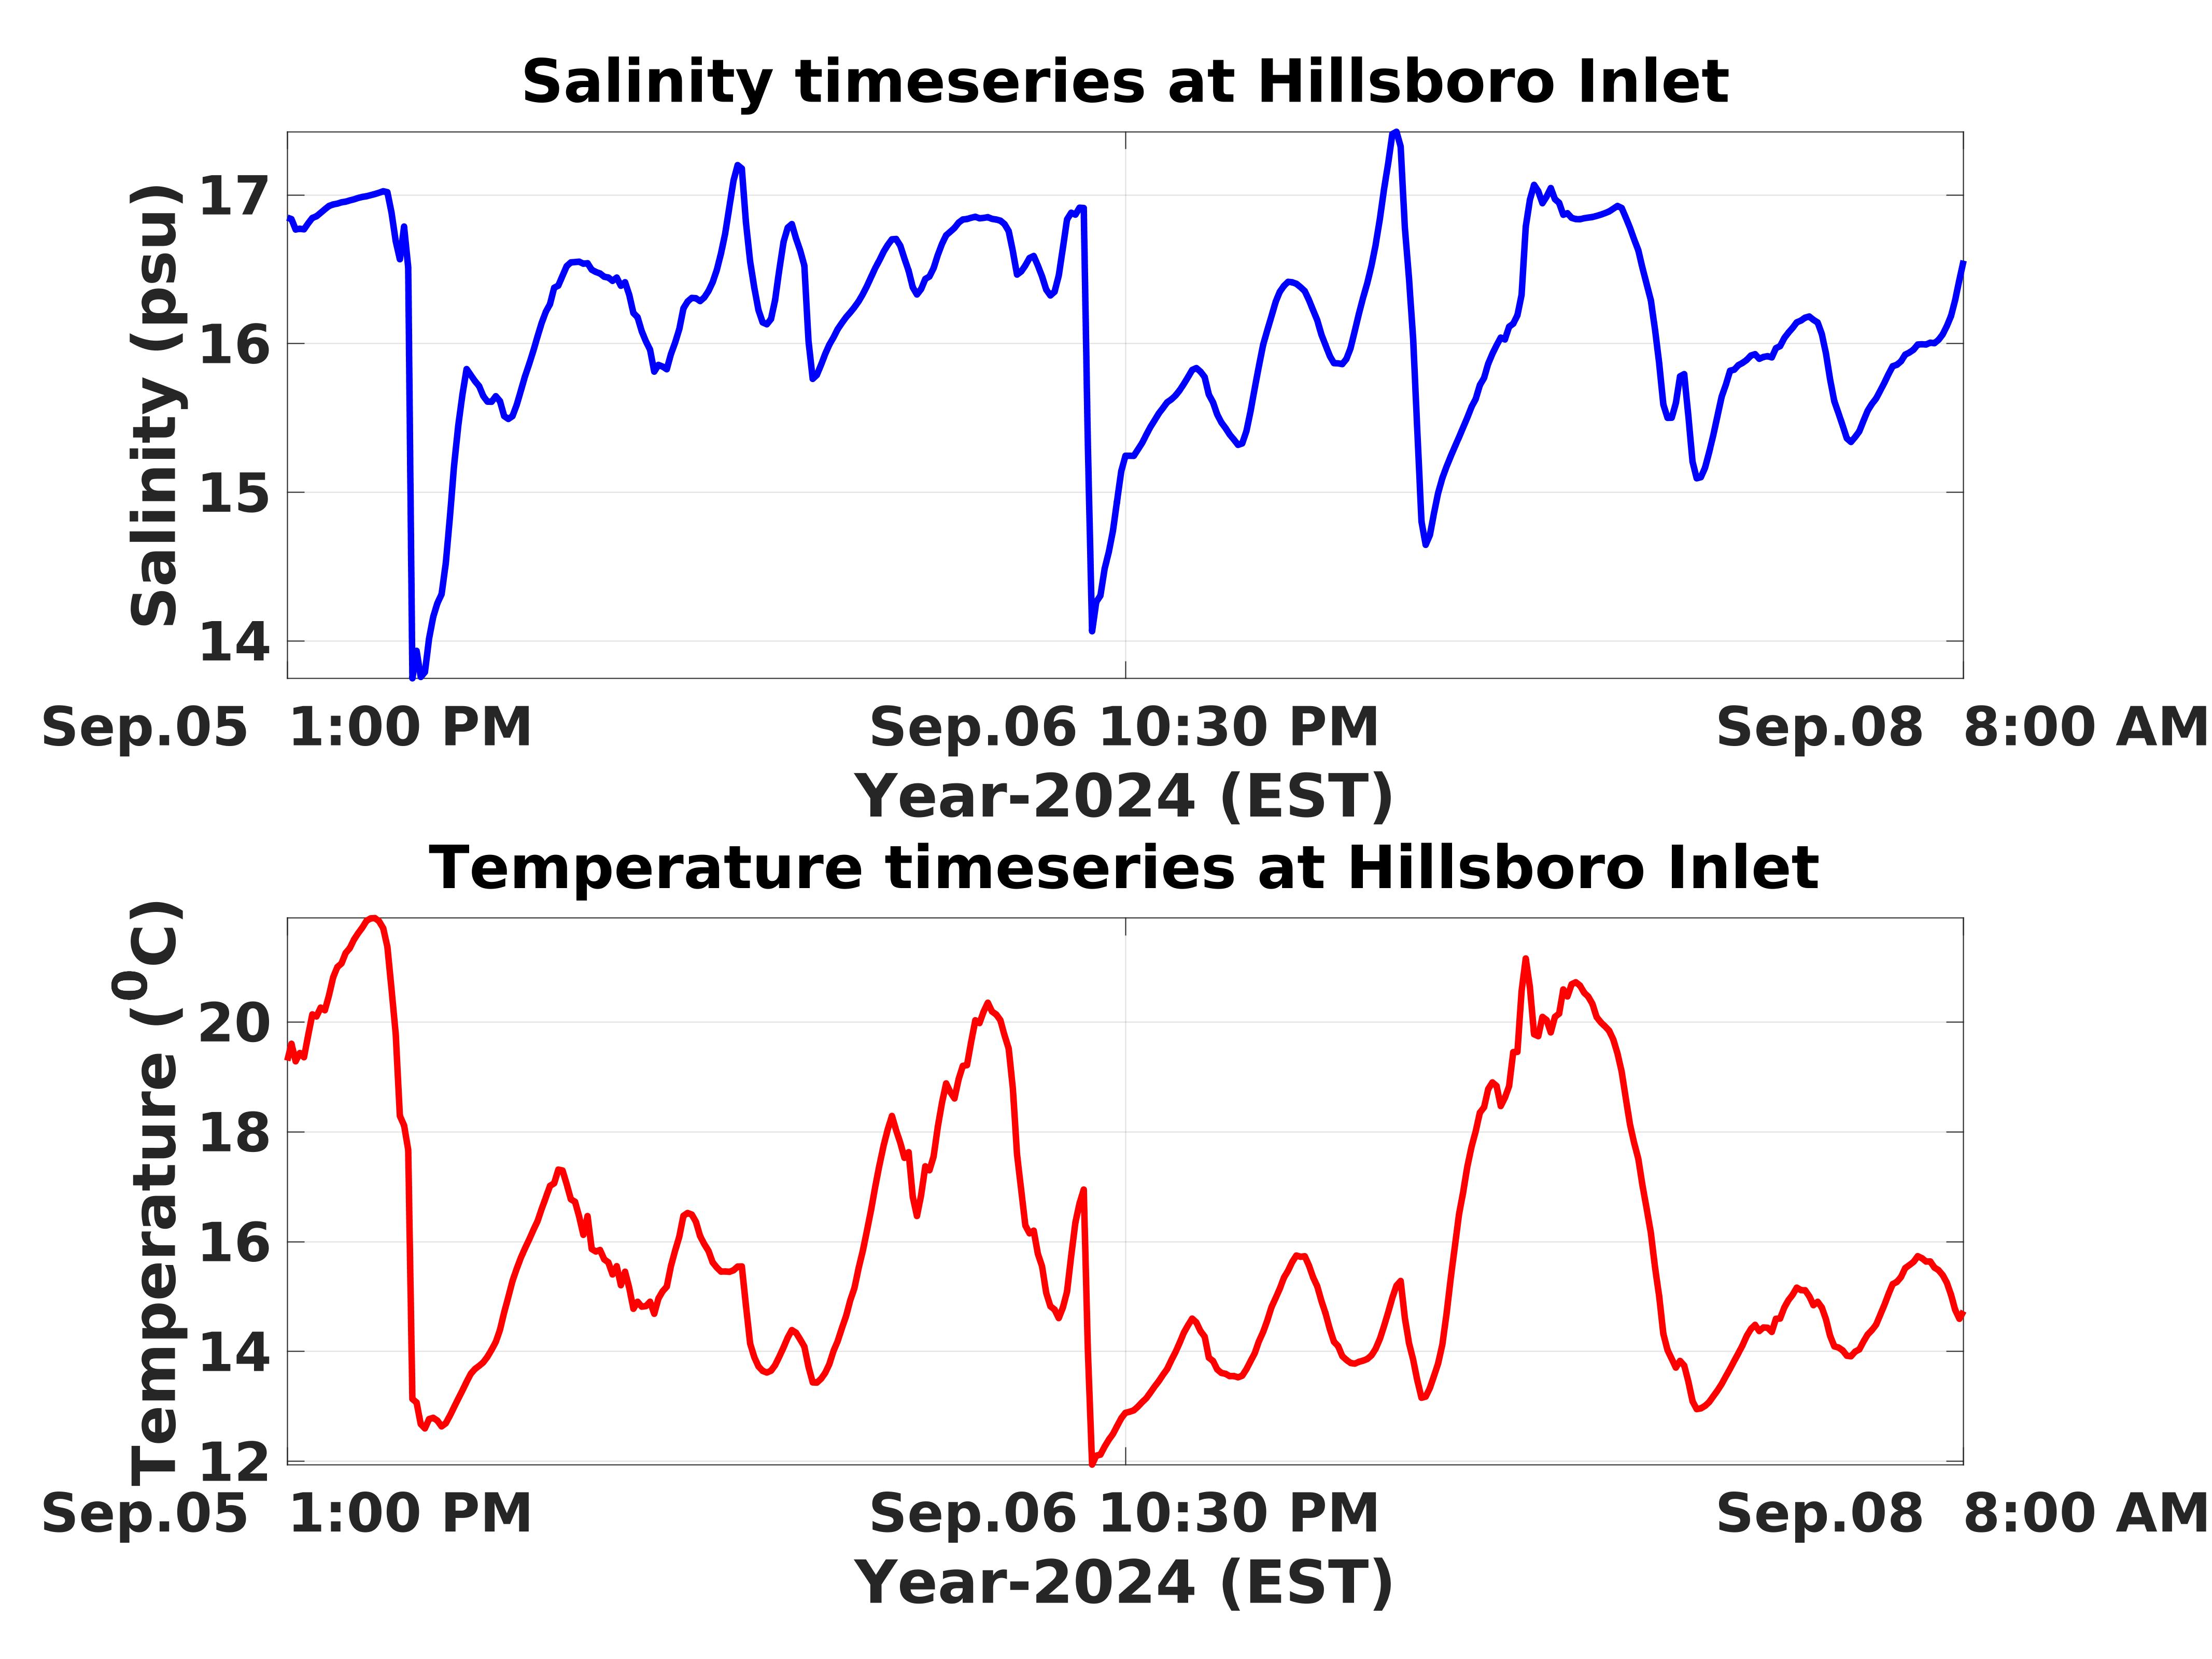 Salinity timeseries at Hillsboro Inlet
Salinity (psu)
17
16
15
14
Sep.05  1:00 PM
Sep.06 10:30 PM
Sep.08  8:00 AM
Year-2024 (EST)
Temperature timeseries at Hillsboro Inlet
Temperature (⁰C)
20
18
16
14
12
Sep.05  1:00 PM
Sep.06 10:30 PM
Sep.08  8:00 AM
Year-2024 (EST)